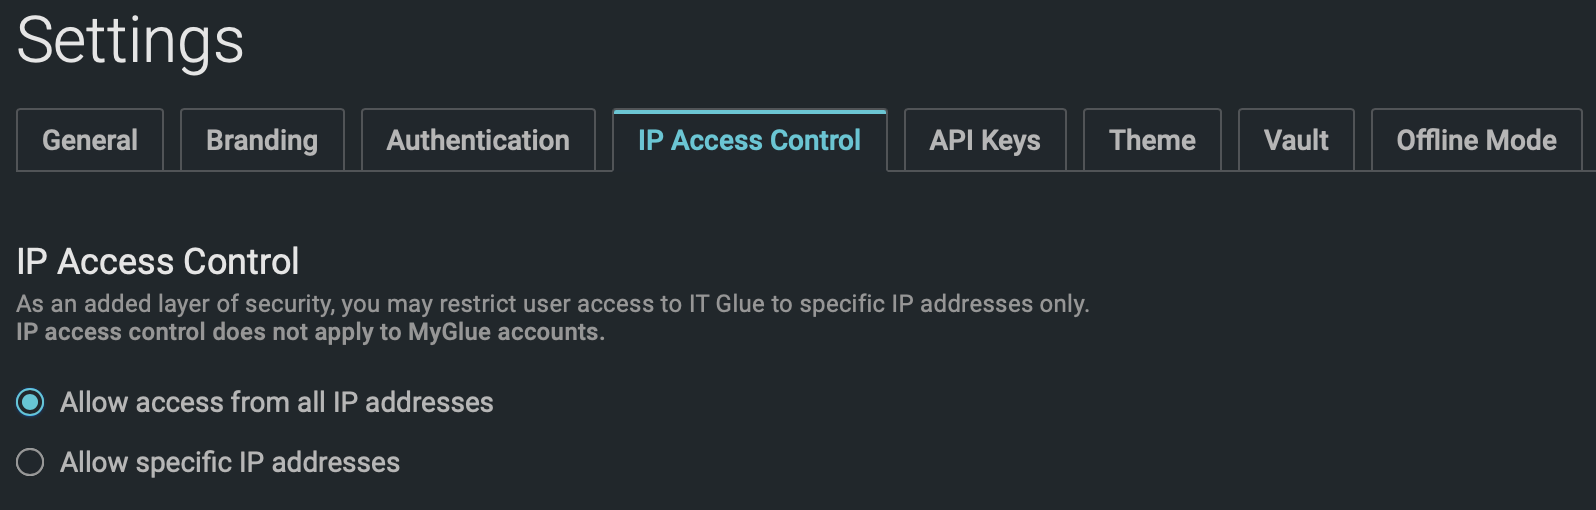 Settings
General Branding Authentication IP Access Control API Keys Theme Vault Offline Mode
IP Access Control
As an added layer of security, you may restrict user access to IT Glue to specific IP addresses only.
IP access control does not apply to MyGlue accounts.
Allow access from all IP addresses
Allow specific IP addresses